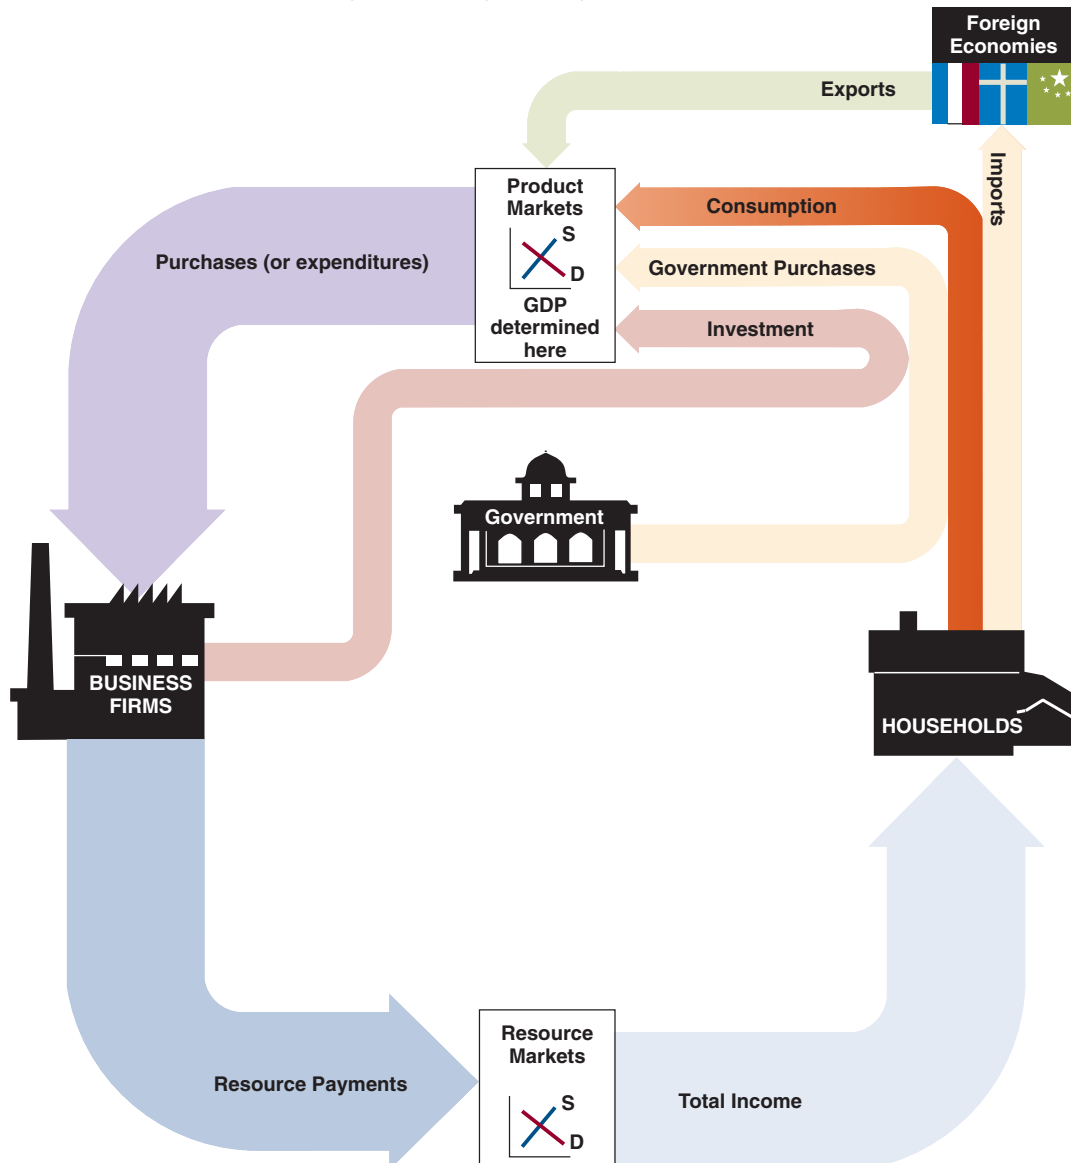 Foreign
Economies
Exports
Imports
Product
Markets
S
D
GDP
determined
here
Consumption
Purchases (or expenditures)
Government Purchases
Investment
Government
BUSINESS
FIRMS
HOUSEHOLDS
Resource
Markets
S
D
Resource Payments
Total Income